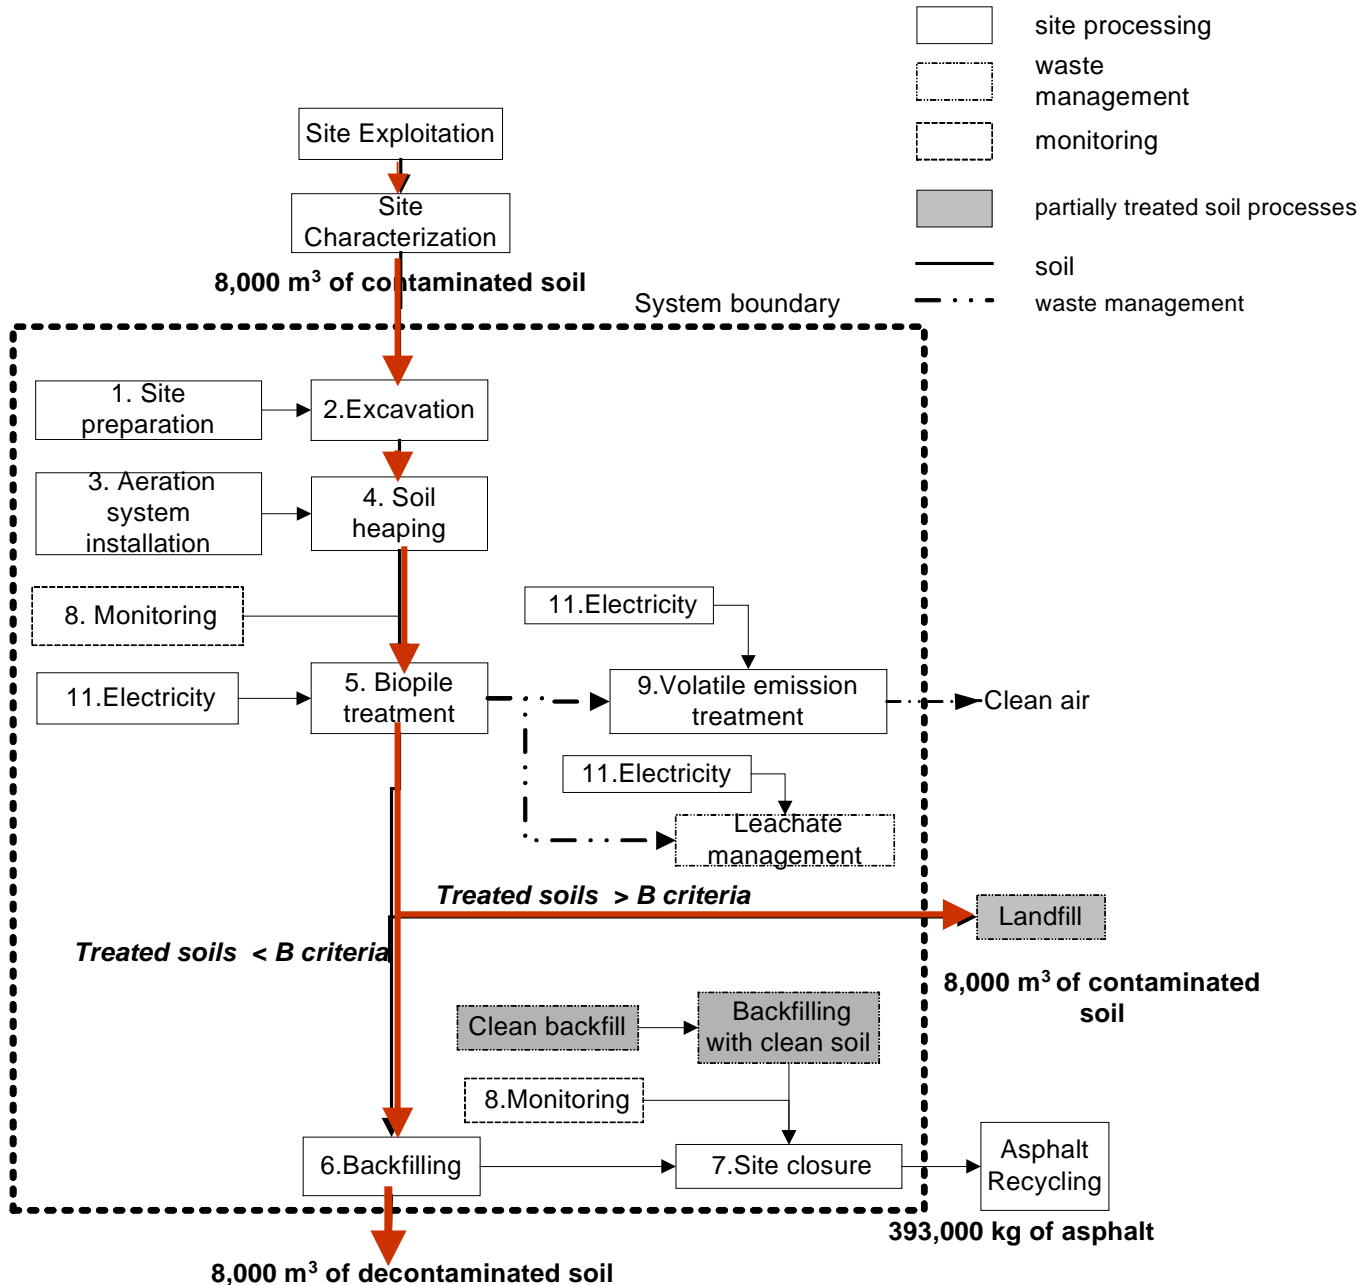 site processing
waste
management
monitoring
partially treated soil processes
soil
waste management
Site Exploitation
Site
Characterization
8,000 m³ of contaminated soil
System boundary
1. Site
preparation
2.Excavation
3. Aeration
system
installation
4. Soil
heaping
8. Monitoring
11.Electricity
11.Electricity
5. Biopile
treatment
9.Volatile emission
treatment
Clean air
11.Electricity
Leachate
management
Treated soils > B criteria
Landfill
Treated soils < B criteria
8,000 m³ of contaminated
soil
Clean backfill
Backfilling
with clean soil
8.Monitoring
6.Backfilling
7.Site closure
Asphalt
Recycling
393,000 kg of asphalt
8,000 m³ of decontaminated soil